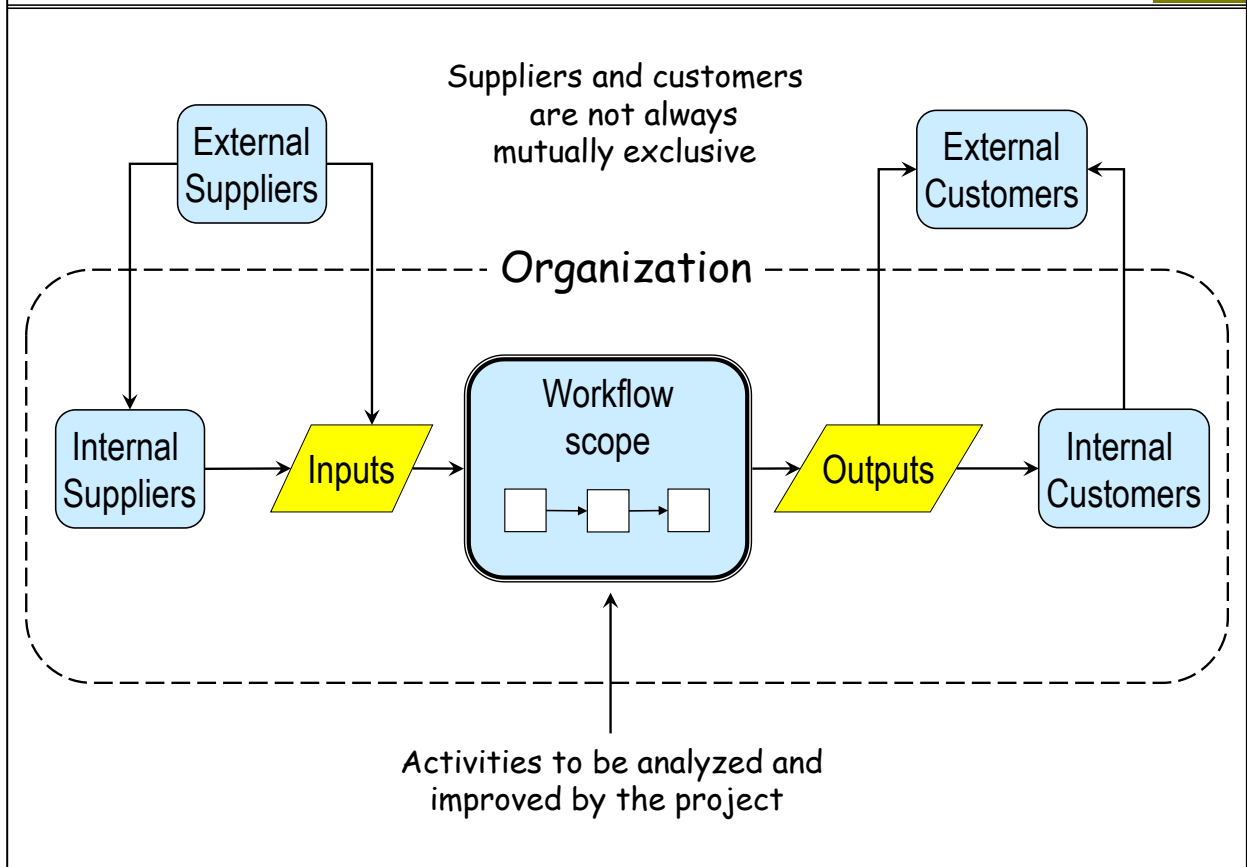 Suppliers and customers
are not always
mutually exclusive
External
Suppliers
External
Customers
Organization
Workflow
scope
Internal
Suppliers
Inputs
Outputs
Internal
Customers
Activities to be analyzed and
improved by the project